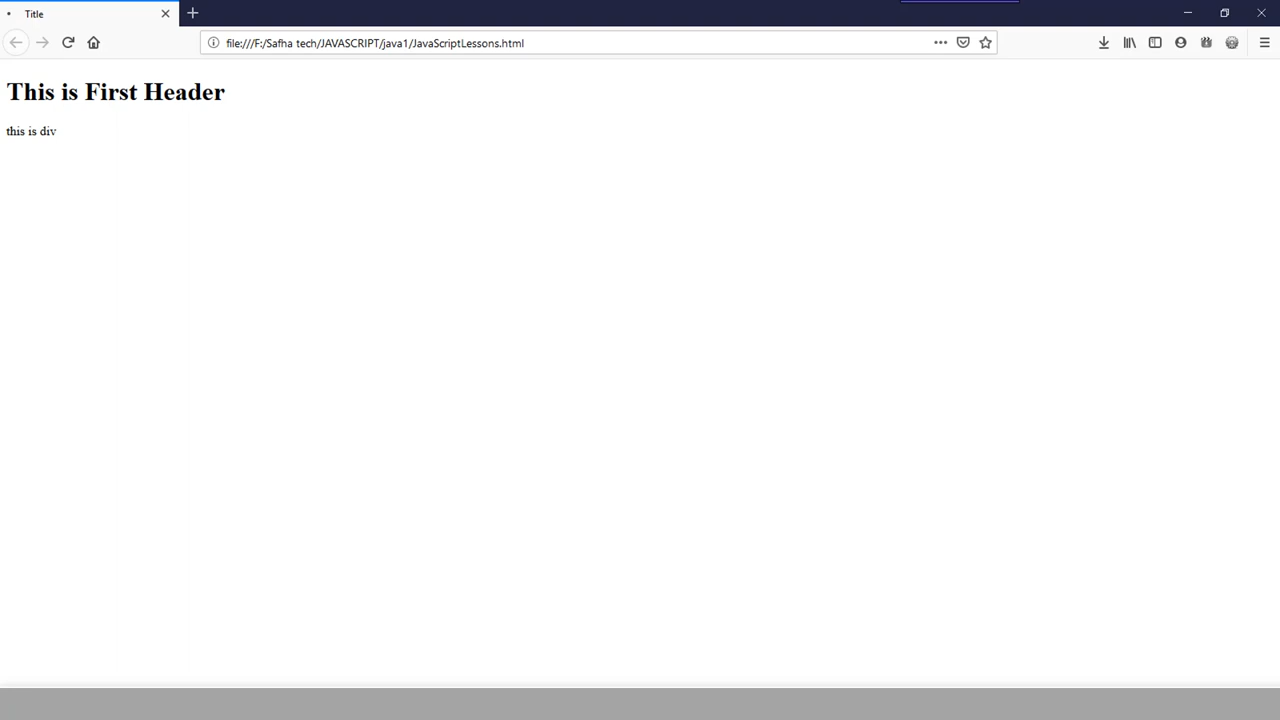 Title
file:///F:/Safha tech/JAVASCRIPT/java1/JavaScriptLessons.html
This is First Header
this is div